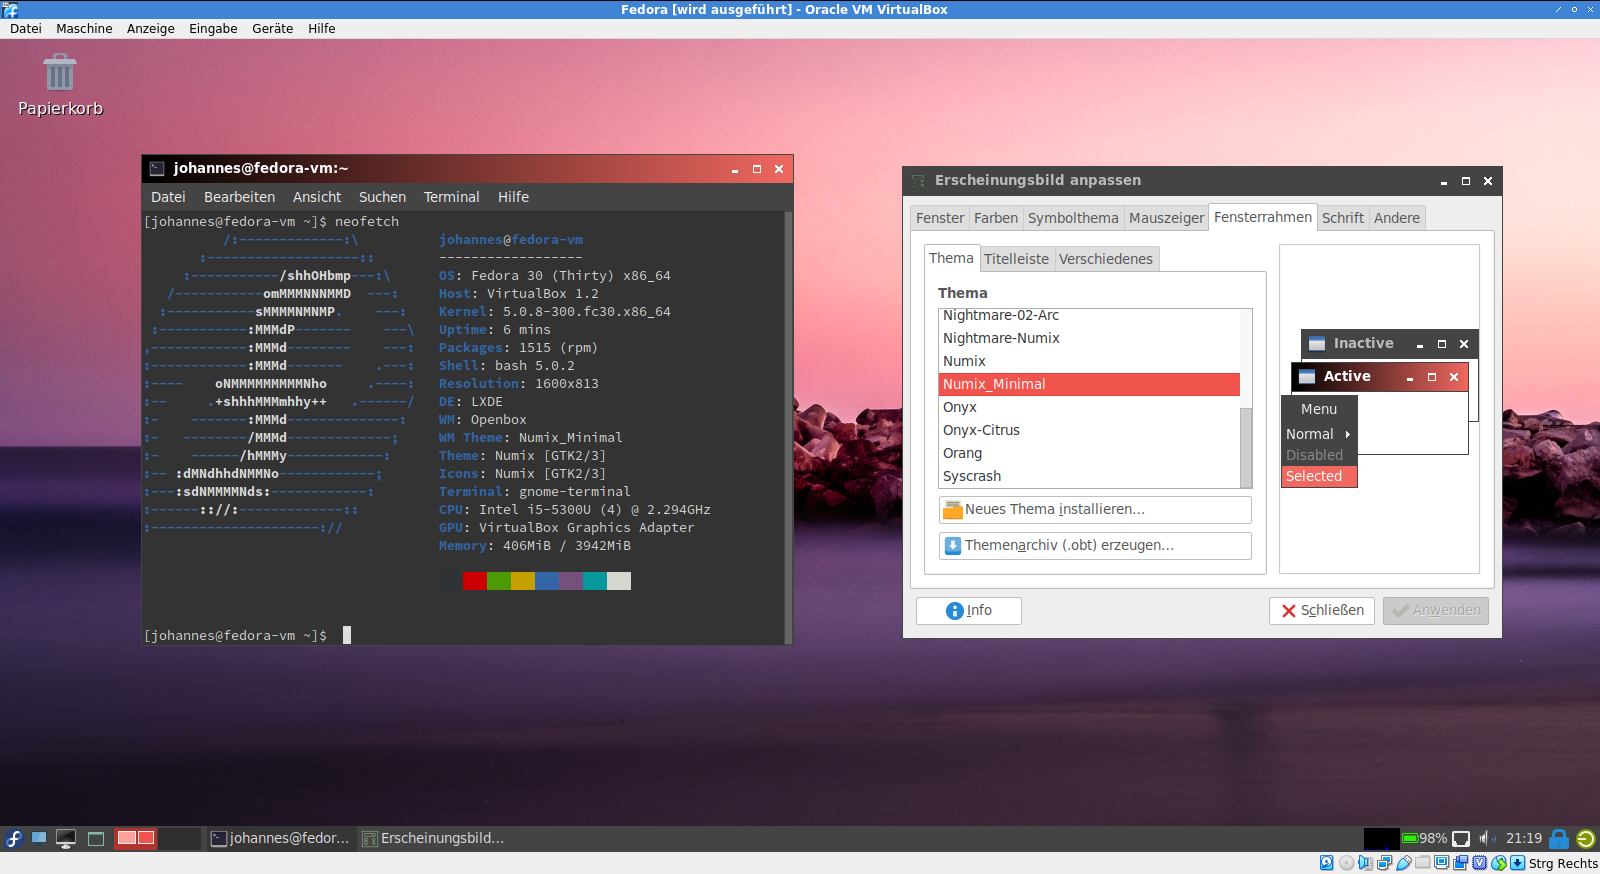 Fedora [wird ausgeführt] - Oracle VM VirtualBox
Datei Maschine Anzeige Eingabe Geräte Hilfe
Papierkorb
johannes@fedora-vm:~
Datei Bearbeiten Ansicht Suchen Terminal Hilfe
[johannes@fedora-vm ~]$ neofetch
/:-------------:\ johannes@fedora-vm
:-------------------:: ------------------
:-----------/shhOHbmp---:\ OS: Fedora 30 (Thirty) x86_64
/-----------omMMMNNNMMD ---: Host: VirtualBox 1.2
:-----------sMMMMNMNMP. ---: Kernel: 5.0.8-300.fc30.x86_64
:-----------:MMMdP------- ---\ Uptime: 6 mins
,------------:MMMd-------- ---: Packages: 1515 (rpm)
:------------:MMMd------- .---: Shell: bash 5.0.2
:---- oNMMMMMMMMMNho .----: Resolution: 1600x813
:-- .+shhhMMMmhhy++ .------/ DE: LXDE
:- -------:MMMd--------------: WM: Openbox
:- --------/MMMd-------------; WM Theme: Numix_Minimal
:- ------/hMMMy------------: Theme: Numix [GTK2/3]
:-- :dMNdhhdNMMNo------------; Icons: Numix [GTK2/3]
:---:sdNMMMMNds:------------: Terminal: gnome-terminal
:------:://:-------------:: CPU: Intel i5-5300U (4) @ 2.294GHz
:---------------------:// GPU: VirtualBox Graphics Adapter
Memory: 406MiB / 3942MiB
[johannes@fedora-vm ~]$
Erscheinungsbild anpassen
Fenster Farben Symbolthema Mauszeiger Fensterrahmen Schrift Andere
Thema Titelleiste Verschiedenes
Thema
Nightmare-02-Arc
Nightmare-Numix
Numix
Numix_Minimal
Onyx
Onyx-Citrus
Orang
Syscrash
Neues Thema installieren...
Themenarchiv (.obt) erzeugen...
Inactive
Active
Menu
Normal
Disabled
Selected
Info Schließen Anwenden
johannes@fedor... Erscheinungsbild... 98% 21:19
Strg Rechts